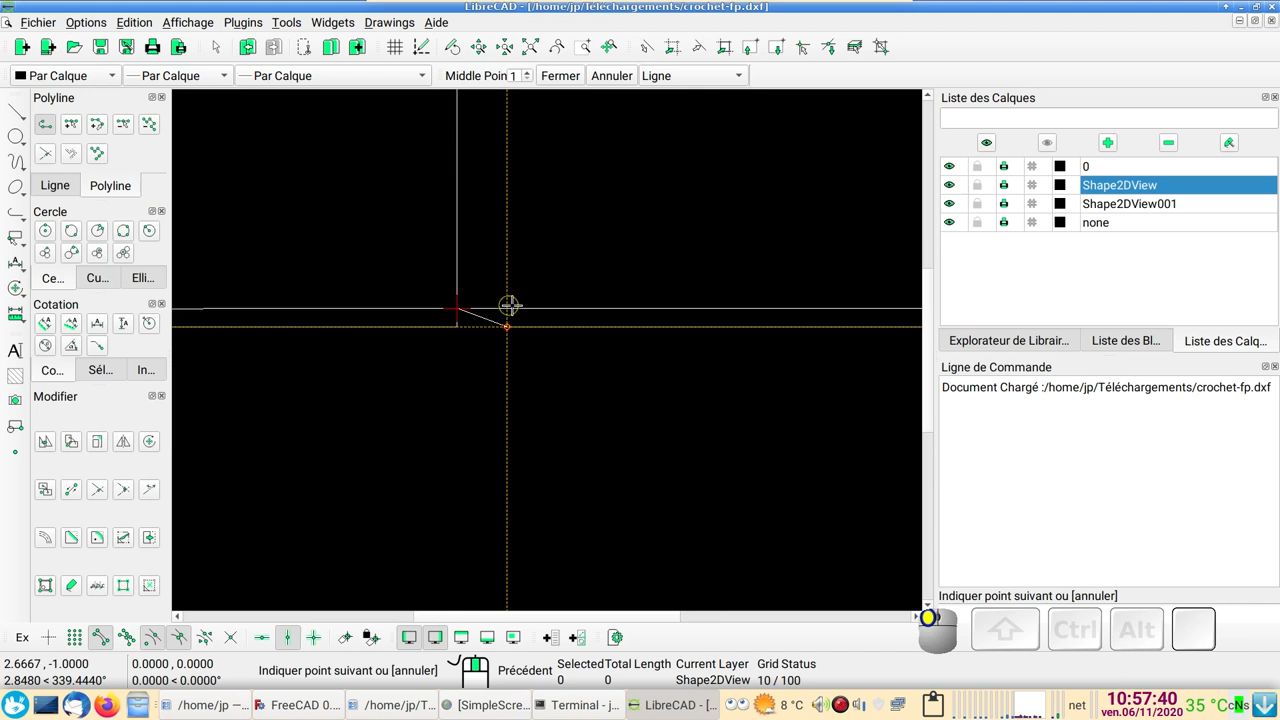 LibreCAD - [/home/jp/Téléchargements/crochet-fp.dxf]
Fichier Options Edition Affichage Plugins Tools Widgets Drawings Aide
Par Calque Par Calque Par Calque Middle Poin 1 Fermer Annuler Ligne
Polyline
Ligne Polyline
Cercle
Ce... Cu... Elli...
Cotation
Co... Sél... In...
Modifier
Liste des Calques
0
Shape2DView
Shape2DView001
none
Explorateur de Librair... Liste des Bl... Liste des Calq...
Ligne de Commande
Document Chargé :/home/jp/Téléchargements/crochet-fp.dxf
Indiquer point suivant ou [annuler]
Ctrl Alt
Ex
2.6667 , -1.0000
2.8480 < 339.4440°
0.0000 , 0.0000
0.0000 < 0.0000°
Indiquer point suivant ou [annuler]
Précédent
Selected Total Length Current Layer Grid Status
0 0 Shape2DView 10 / 100
/home/jp —... FreeCAD 0.... /home/jp/T... [SimpleScre... Terminal - j... LibreCAD - [...
8 °C
net
10:57:40
ven.06/11/2020
35 °C